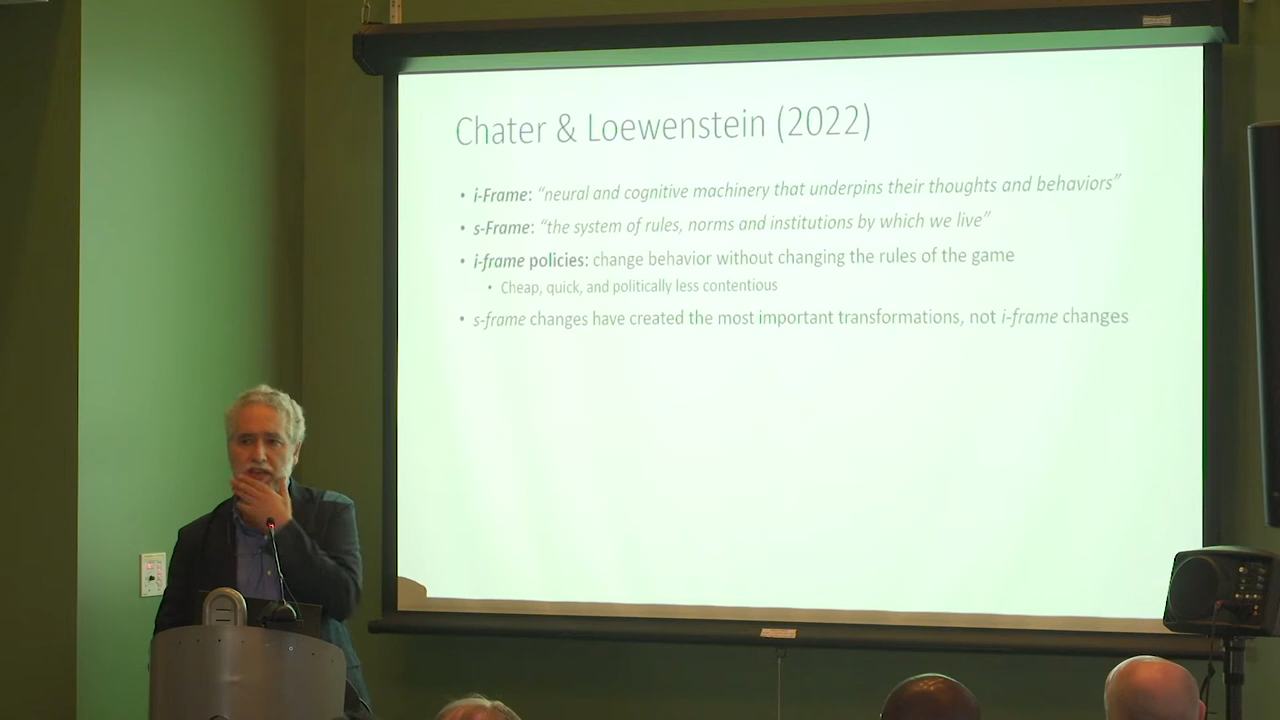 Chater & Loewenstein (2022)
• i-Frame: “neural and cognitive machinery that underpins their thoughts and behaviors”
• s-Frame: “the system of rules, norms and institutions by which we live”
• i-frame policies: change behavior without changing the rules of the game
• Cheap, quick, and politically less contentious
• s-frame changes have created the most important transformations, not i-frame changes